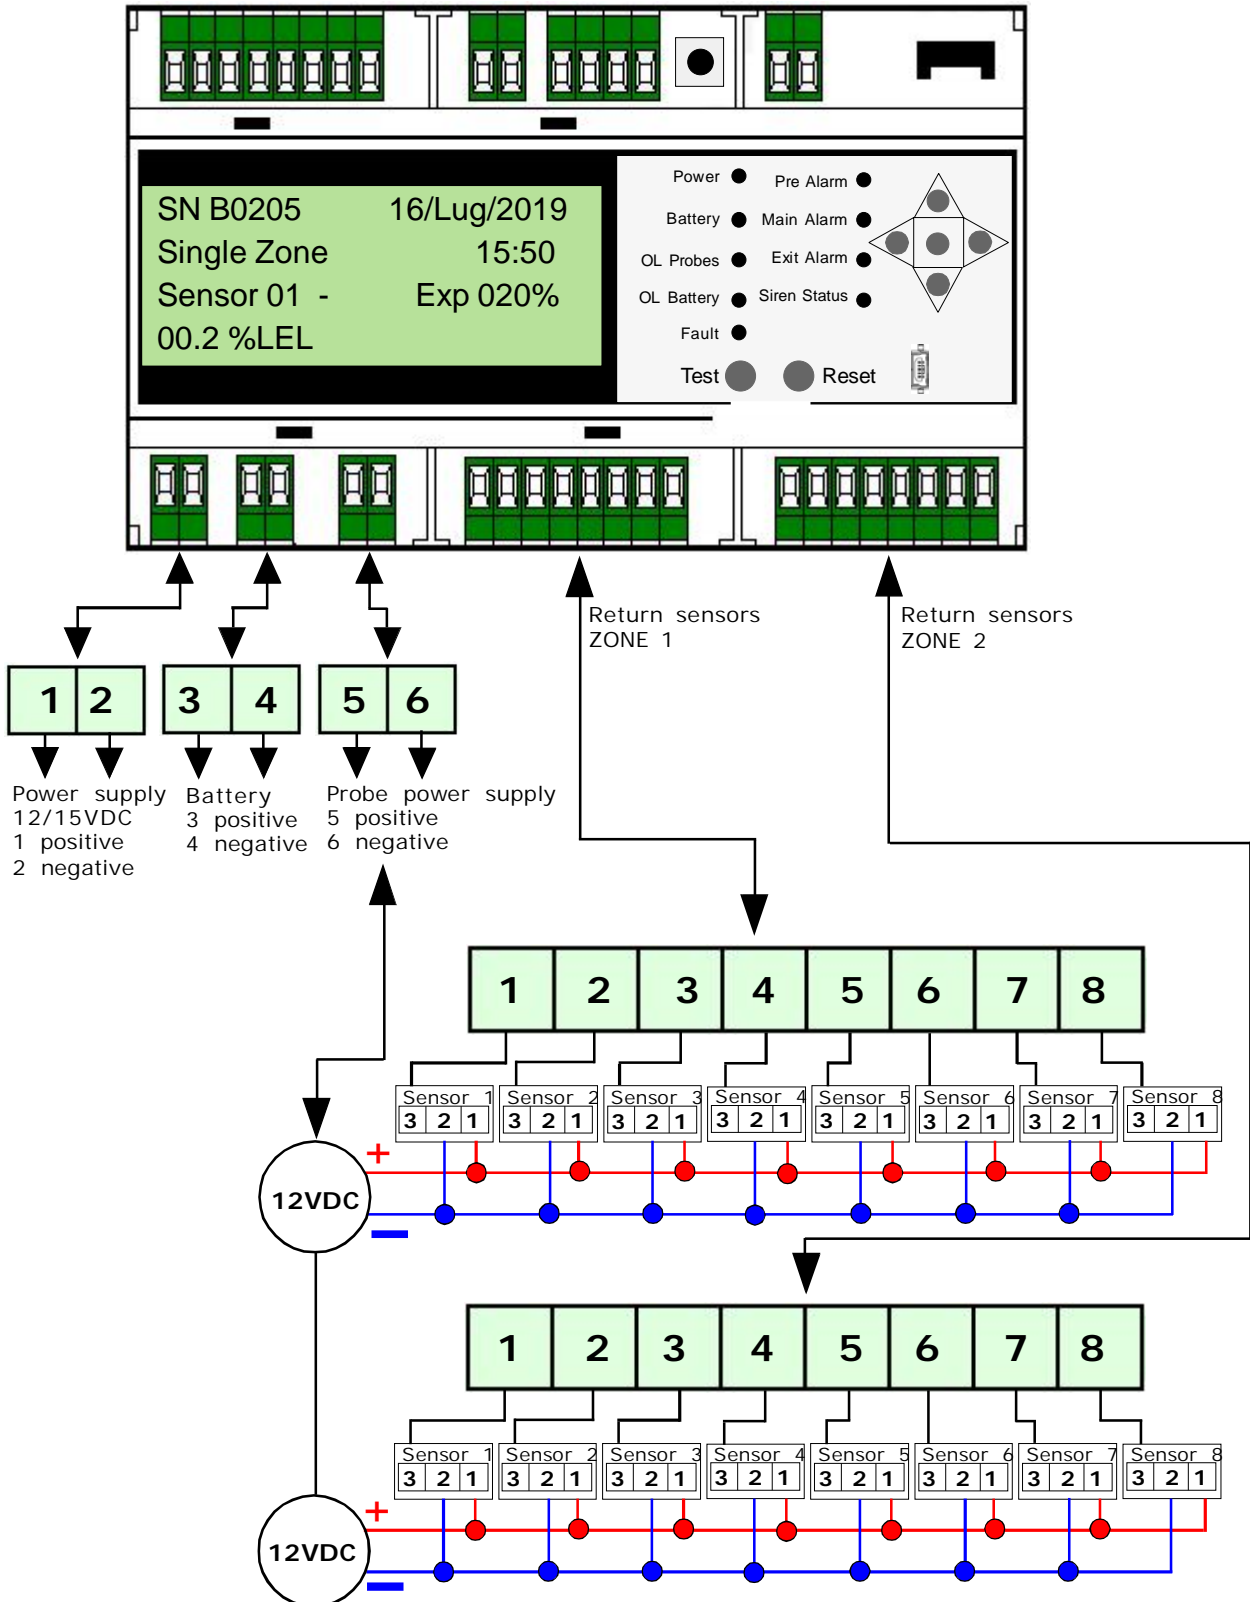 SN B0205 16/Lug/2019
Single Zone 15:50
Sensor 01 - Exp 020%
00.2 %LEL
Power
Battery
OL Probes
OL Battery
Fault
Pre Alarm
Main Alarm
Exit Alarm
Siren Status
Test Reset
Return sensors
ZONE 1
Return sensors
ZONE 2
1 2 3 4 5 6
Power supply
12/15VDC
1 positive
2 negative
Battery
3 positive
4 negative
Probe power supply
5 positive
6 negative
1 2 3 4 5 6 7 8
Sensor 1 Sensor 2 Sensor 3 Sensor 4 Sensor 5 Sensor 6 Sensor 7 Sensor 8
3 2 1 3 2 1 3 2 1 3 2 1 3 2 1 3 2 1 3 2 1 3 2 1
+
12VDC
1 2 3 4 5 6 7 8
Sensor 1 Sensor 2 Sensor 3 Sensor 4 Sensor 5 Sensor 6 Sensor 7 Sensor 8
3 2 1 3 2 1 3 2 1 3 2 1 3 2 1 3 2 1 3 2 1 3 2 1
+
12VDC